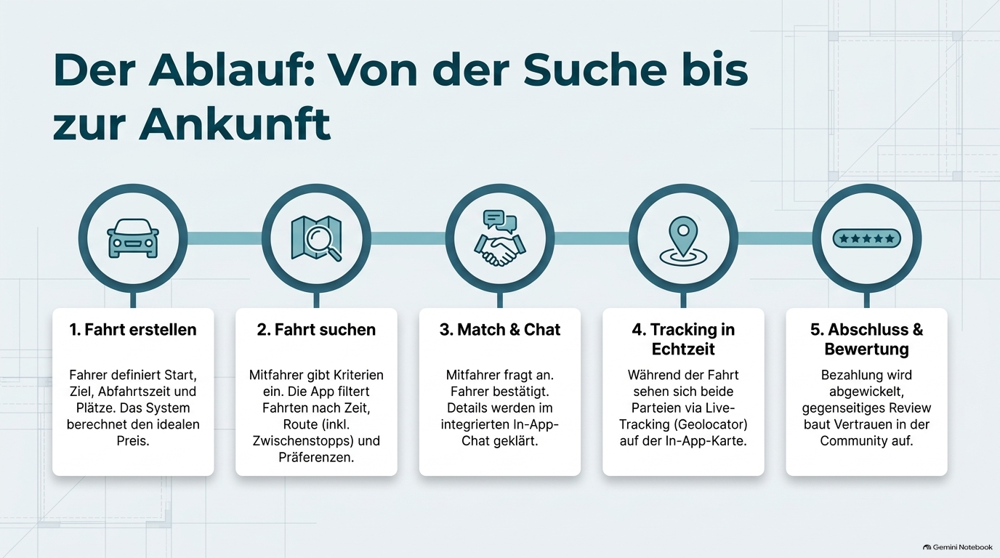 Der Ablauf: Von der Suche bis
zur Ankunft
1. Fahrt erstellen
Fahrer definiert Start,
Ziel, Abfahrtszeit und
Plätze. Das System
berechnet den idealen
Preis.
2. Fahrt suchen
Mitfahrer gibt Kriterien
ein. Die App filtert
Fahrten nach Zeit,
Route (inkl.
Zwischenstopps) und
Präferenzen.
3. Match & Chat
Mitfahrer fragt an.
Fahrer bestätigt.
Details werden im
integrierten In-App-
Chat geklärt.
4. Tracking in
Echtzeit
Während der Fahrt
sehen sich beide
Parteien via Live-
Tracking (Geolocator)
auf der In-App-Karte.
5. Abschluss &
Bewertung
Bezahlung wird
abgewickelt,
gegenseitiges Review
baut Vertrauen in der
Community auf.
Gemini Notebook